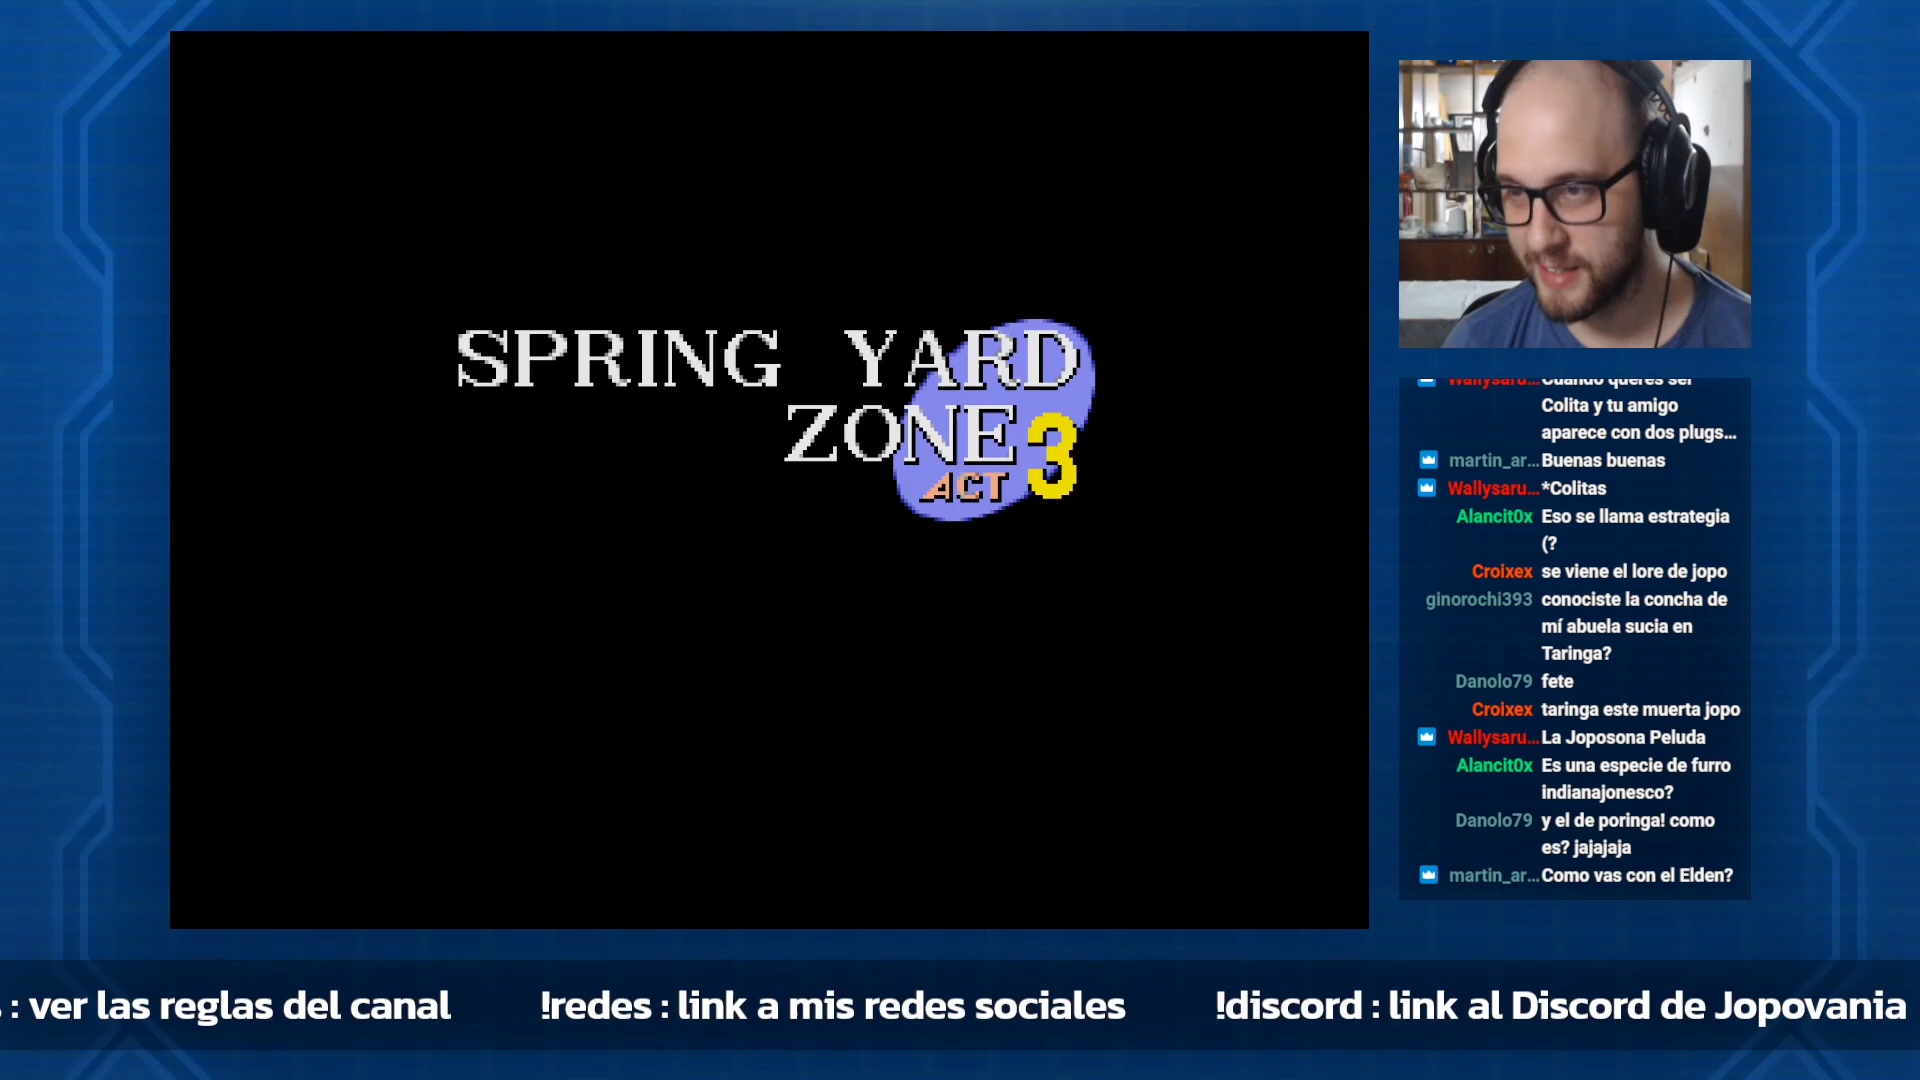 SPRING YARD
ZONE 3
ACT
Wallysaru... Cuando queres ser
Colita y tu amigo
aparece con dos plugs...
martin_ar... Buenas buenas
Wallysaru... *Colitas
Alancit0x Eso se llama estrategia
(?
Croixex se viene el lore de jopo
ginorochi393 conociste la concha de
mí abuela sucia en
Taringa?
Danolo79 fete
Croixex taringa este muerta jopo
Wallysaru... La Joposona Peluda
Alancit0x Es una especie de furro
indianajonesco?
Danolo79 y el de poringa! como
es? jajajaja
martin_ar... Como vas con el Elden?
: ver las reglas del canal !redes : link a mis redes sociales !discord : link al Discord de Jopovania